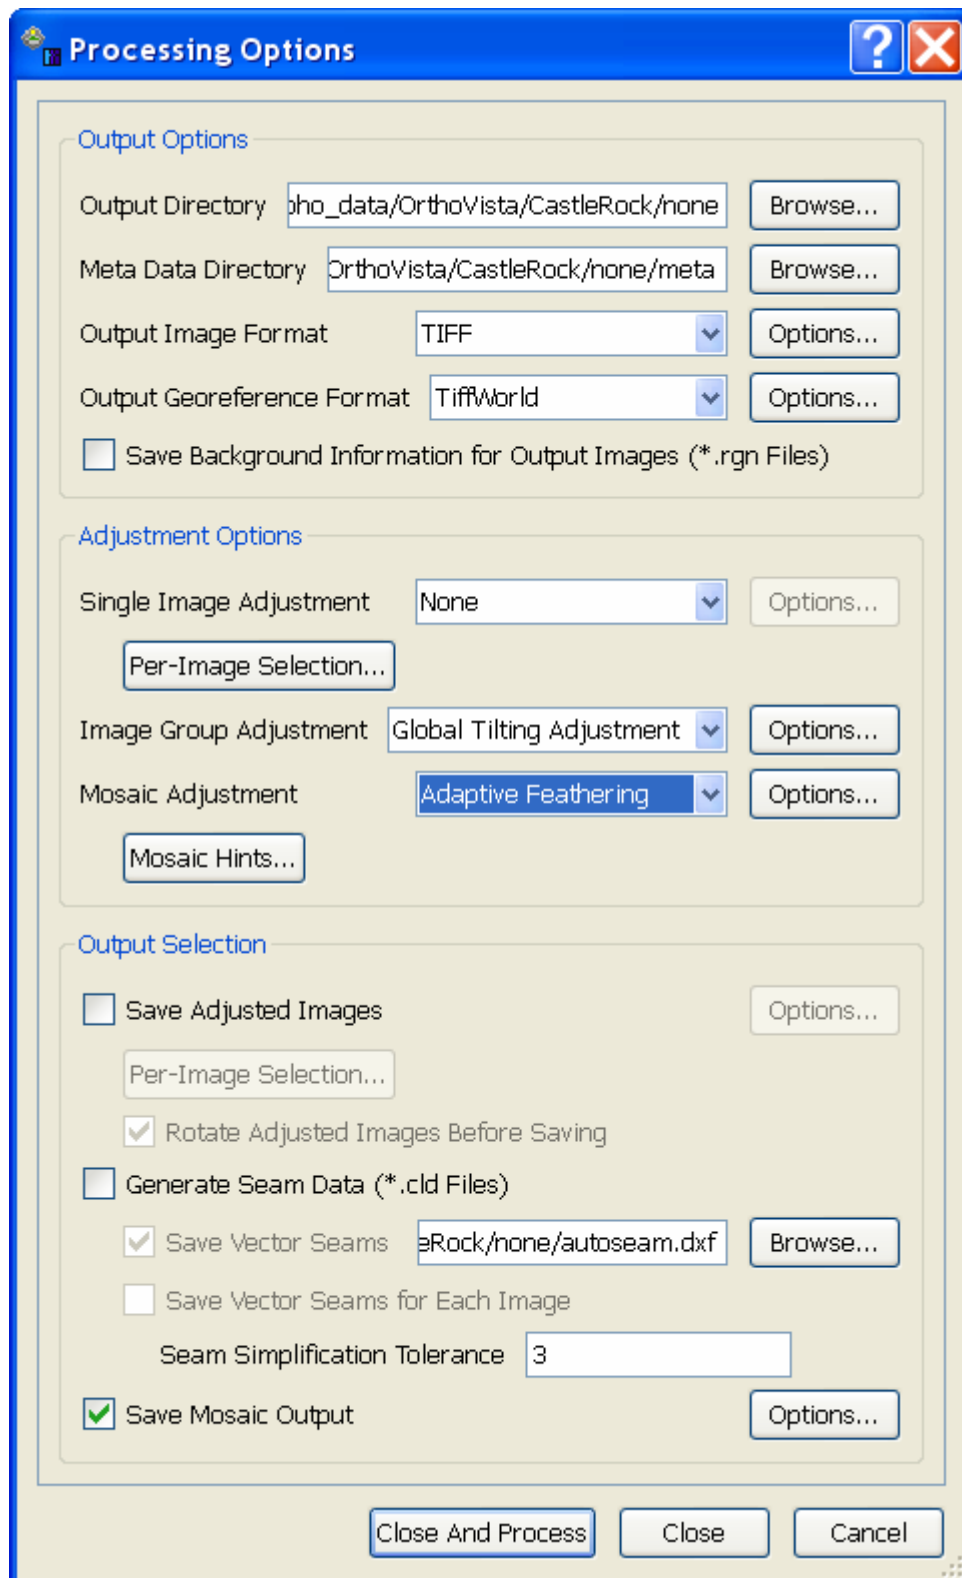 Processing Options
Output Options
Output Directory oho_data/OrthoVista/CastleRock/none Browse...
Meta Data Directory OrthoVista/CastleRock/none/meta Browse...
Output Image Format TIFF Options...
Output Georeference Format TiffWorld Options...
Save Background Information for Output Images (*.rgn Files)
Adjustment Options
Single Image Adjustment None Options...
Per-Image Selection...
Image Group Adjustment Global Tilting Adjustment Options...
Mosaic Adjustment Adaptive Feathering Options...
Mosaic Hints...
Output Selection
Save Adjusted Images Options...
Per-Image Selection...
Rotate Adjusted Images Before Saving
Generate Seam Data (*.cld Files)
Save Vector Seams eRock/none/autoseam.dxf Browse...
Save Vector Seams for Each Image
Seam Simplification Tolerance 3
Save Mosaic Output Options...
Close And Process Close Cancel